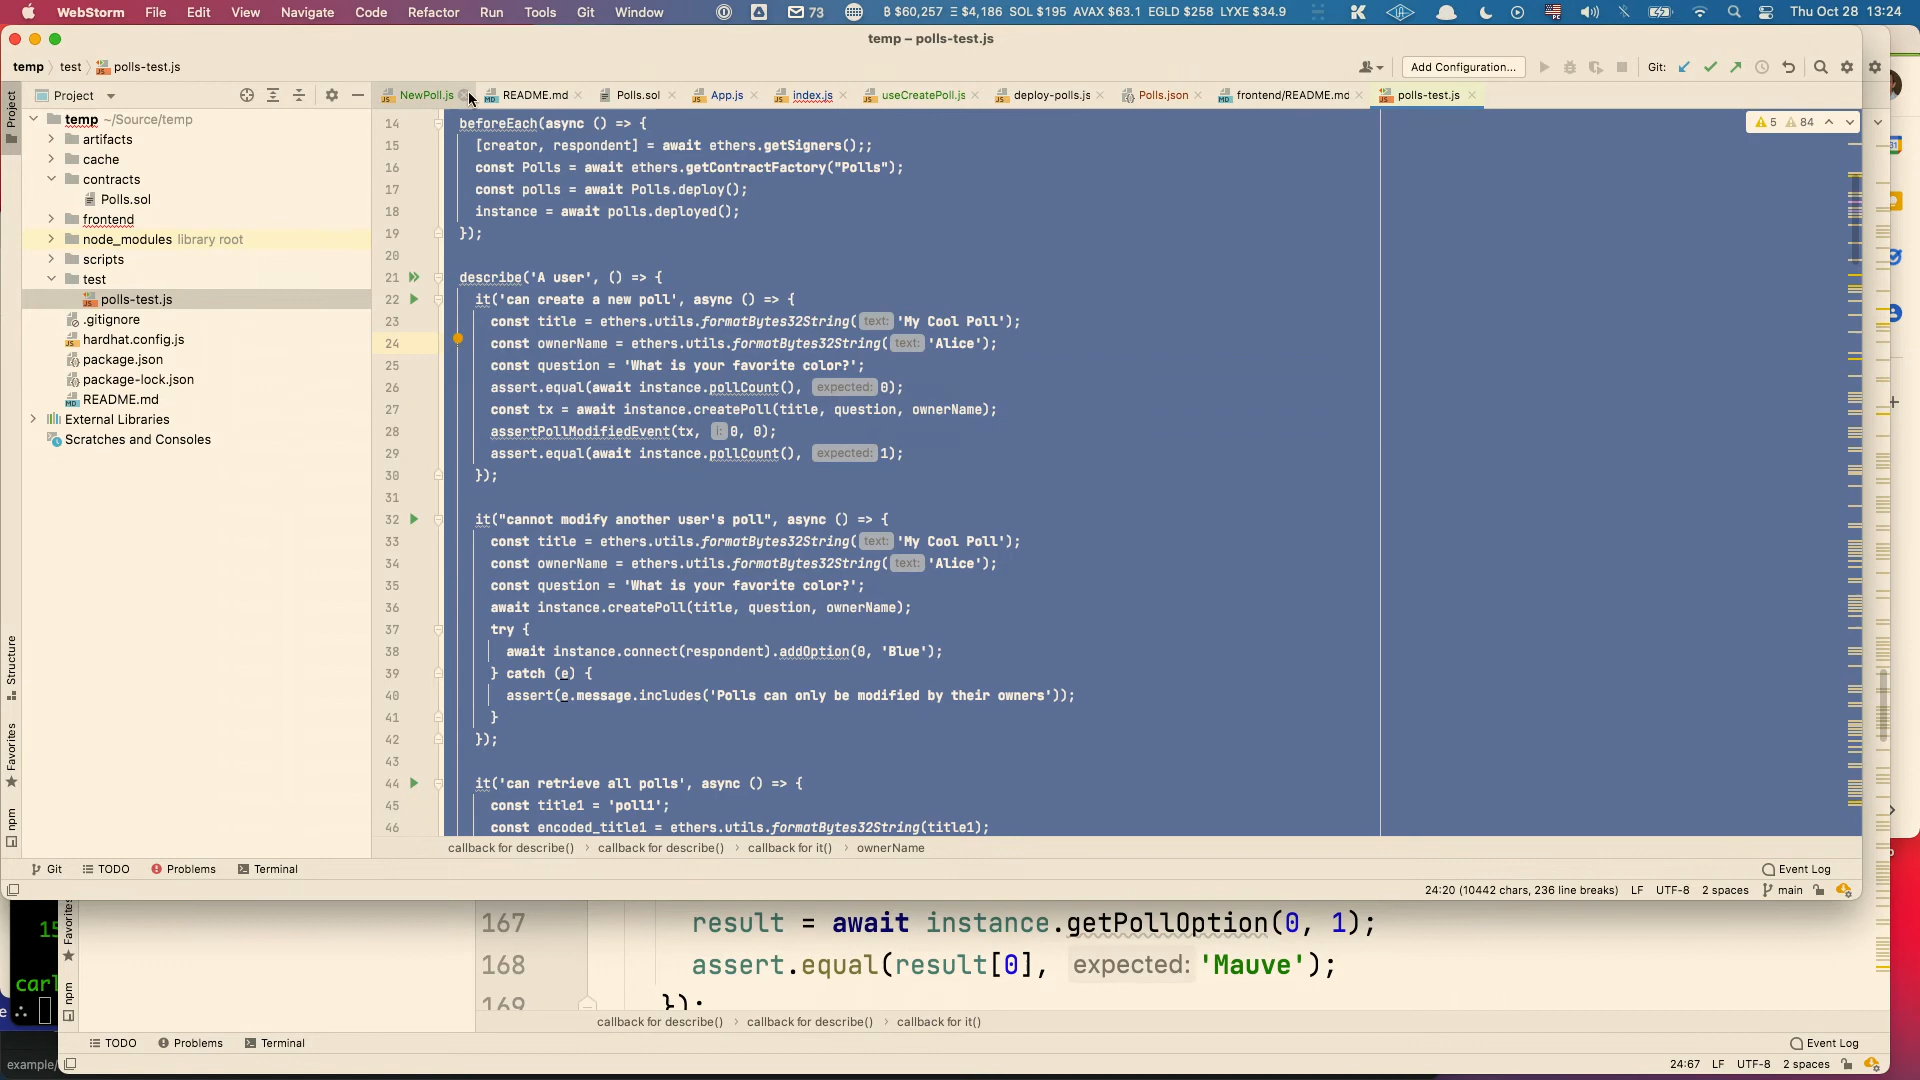 WebStorm File Edit View Navigate Code Refactor Run Tools Git Window 73 ₿ $60,257 Ξ $4,186 SOL $195 AVAX $63.1 EGLD $258 LYXE $34.9 Thu Oct 28 13:24
temp – polls-test.js
temp test polls-test.js Add Configuration... Git:
Project NewPoll.js README.md Polls.sol App.js index.js useCreatePoll.js deploy-polls.js Polls.json frontend/README.md polls-test.js
Project
temp ~/Source/temp
artifacts
cache
contracts
Polls.sol
frontend
node_modules library root
scripts
test
polls-test.js
.gitignore
hardhat.config.js
package.json
package-lock.json
README.md
External Libraries
Scratches and Consoles
Structure
Favorites
npm
5 84
14 beforeEach(async () => {
15 [creator, respondent] = await ethers.getSigners();;
16 const Polls = await ethers.getContractFactory("Polls");
17 const polls = await Polls.deploy();
18 instance = await polls.deployed();
19 });
20
21 describe('A user', () => {
22 it('can create a new poll', async () => {
23 const title = ethers.utils.formatBytes32String( text: 'My Cool Poll');
24 const ownerName = ethers.utils.formatBytes32String( text: 'Alice');
25 const question = 'What is your favorite color?';
26 assert.equal(await instance.pollCount(), expected: 0);
27 const tx = await instance.createPoll(title, question, ownerName);
28 assertPollModifiedEvent(tx, i: 0, 0);
29 assert.equal(await instance.pollCount(), expected: 1);
30 });
31
32 it("cannot modify another user's poll", async () => {
33 const title = ethers.utils.formatBytes32String( text: 'My Cool Poll');
34 const ownerName = ethers.utils.formatBytes32String( text: 'Alice');
35 const question = 'What is your favorite color?';
36 await instance.createPoll(title, question, ownerName);
37 try {
38 await instance.connect(respondent).addOption(0, 'Blue');
39 } catch (e) {
40 assert(e.message.includes('Polls can only be modified by their owners'));
41 }
42 });
43
44 it('can retrieve all polls', async () => {
45 const title1 = 'poll1';
46 const encoded_title1 = ethers.utils.formatBytes32String(title1);
callback for describe() callback for describe() callback for it() ownerName
Git TODO Problems Terminal Event Log
24:20 (10442 chars, 236 line breaks) LF UTF-8 2 spaces main
Favorites
npm
15
carl
example/
167 result = await instance.getPollOption(0, 1);
168 assert.equal(result[0], expected: 'Mauve');
169 });
callback for describe() callback for describe() callback for it()
TODO Problems Terminal Event Log
24:67 LF UTF-8 2 spaces